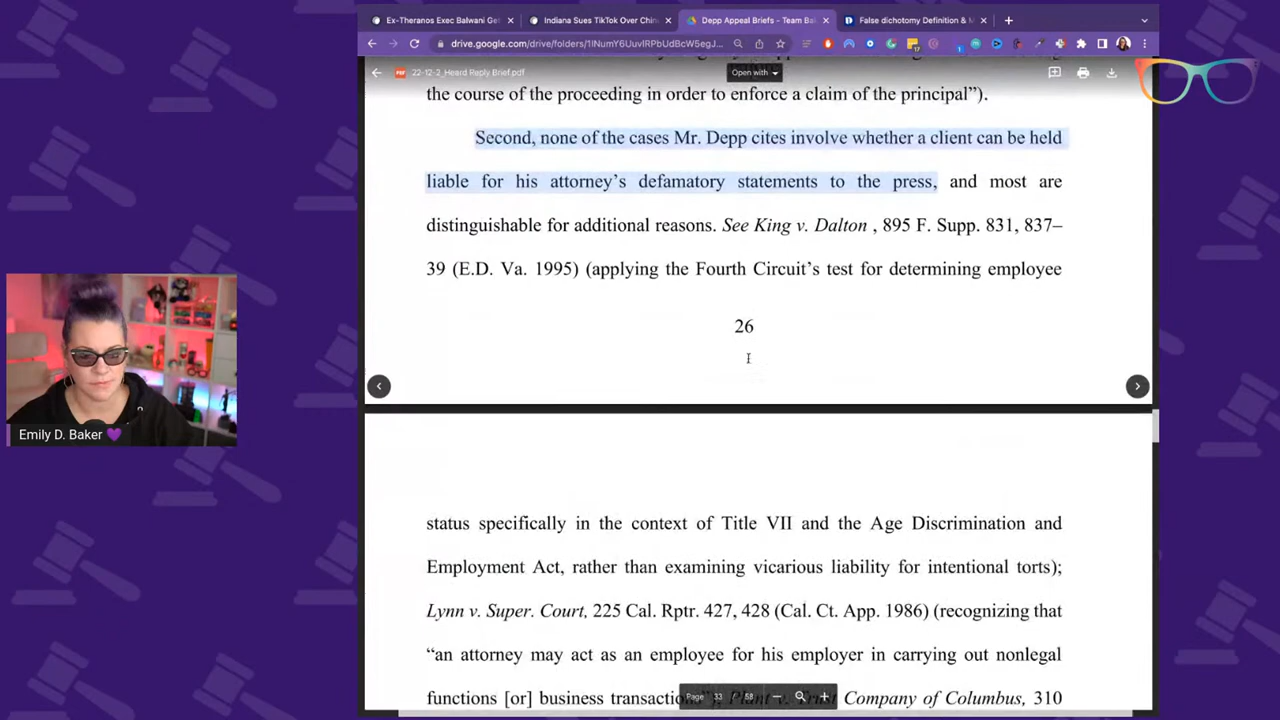 Ex-Theranos Exec Balwani Ge
Indiana Sues TikTok Over Chin
Depp Appeal Briefs - Team Ba
False dichotomy Definition & M
22-12-2_Heard Reply Brief.pdf
Open with
the course of the proceeding in order to enforce a claim of the principal”).
Second, none of the cases Mr. Depp cites involve whether a client can be held
liable for his attorney’s defamatory statements to the press, and most are
distinguishable for additional reasons. See King v. Dalton , 895 F. Supp. 831, 837–
39 (E.D. Va. 1995) (applying the Fourth Circuit’s test for determining employee
26
status specifically in the context of Title VII and the Age Discrimination and
Employment Act, rather than examining vicarious liability for intentional torts);
Lynn v. Super. Court, 225 Cal. Rptr. 427, 428 (Cal. Ct. App. 1986) (recognizing that
“an attorney may act as an employee for his employer in carrying out nonlegal
functions [or] business transactions”); Plant v. Trust Company of Columbus, 310
Page 33 / 58
Emily D. Baker 💜